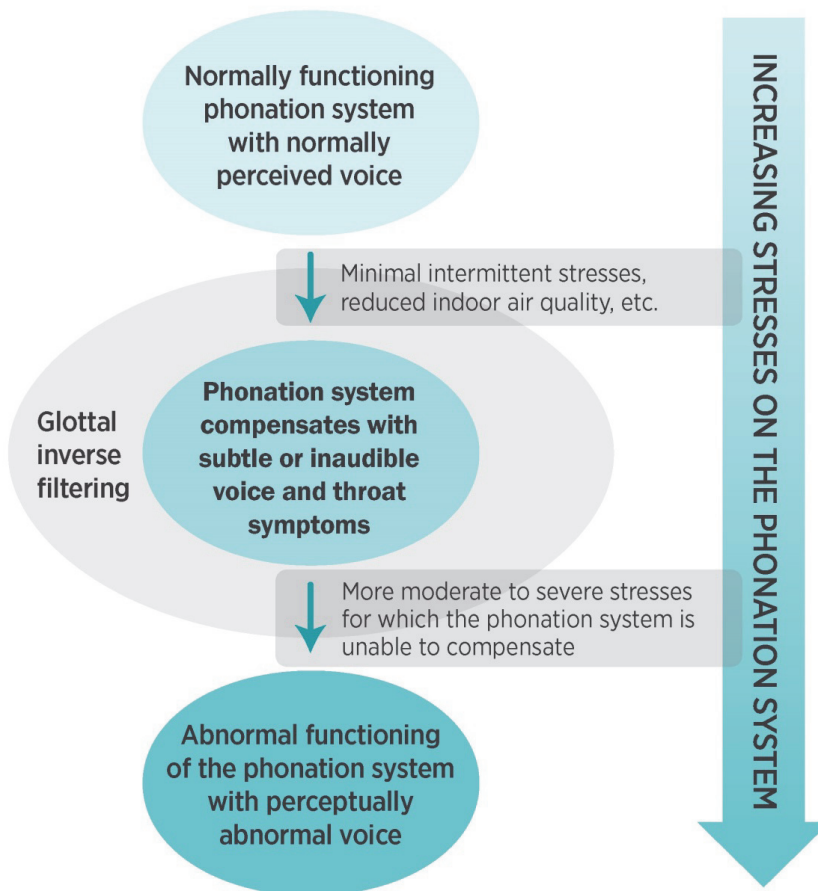 Normally functioning
phonation system
with normally
perceived voice
Minimal intermittent stresses,
reduced indoor air quality, etc.
Glottal
inverse
filtering
Phonation system
compensates with
subtle or inaudible
voice and throat
symptoms
More moderate to severe stresses
for which the phonation system is
unable to compensate
Abnormal functioning
of the phonation system
with perceptually
abnormal voice
INCREASING STRESSES ON THE PHONATION SYSTEM